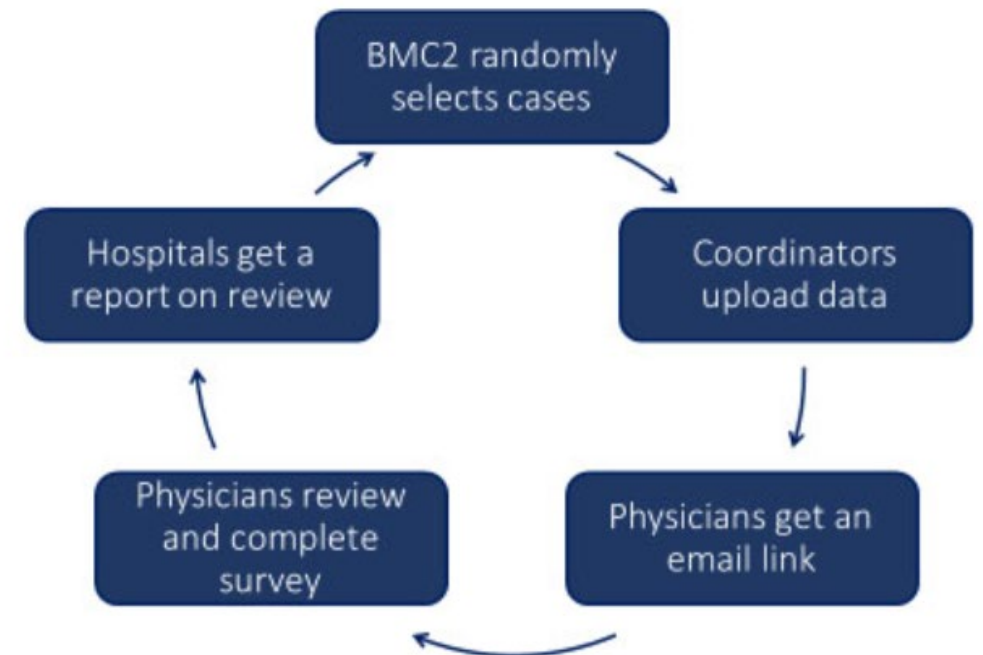 BMC2 randomly
selects cases
Coordinators
upload data
Physicians get an
email link
Physicians review
and complete
survey
Hospitals get a
report on review